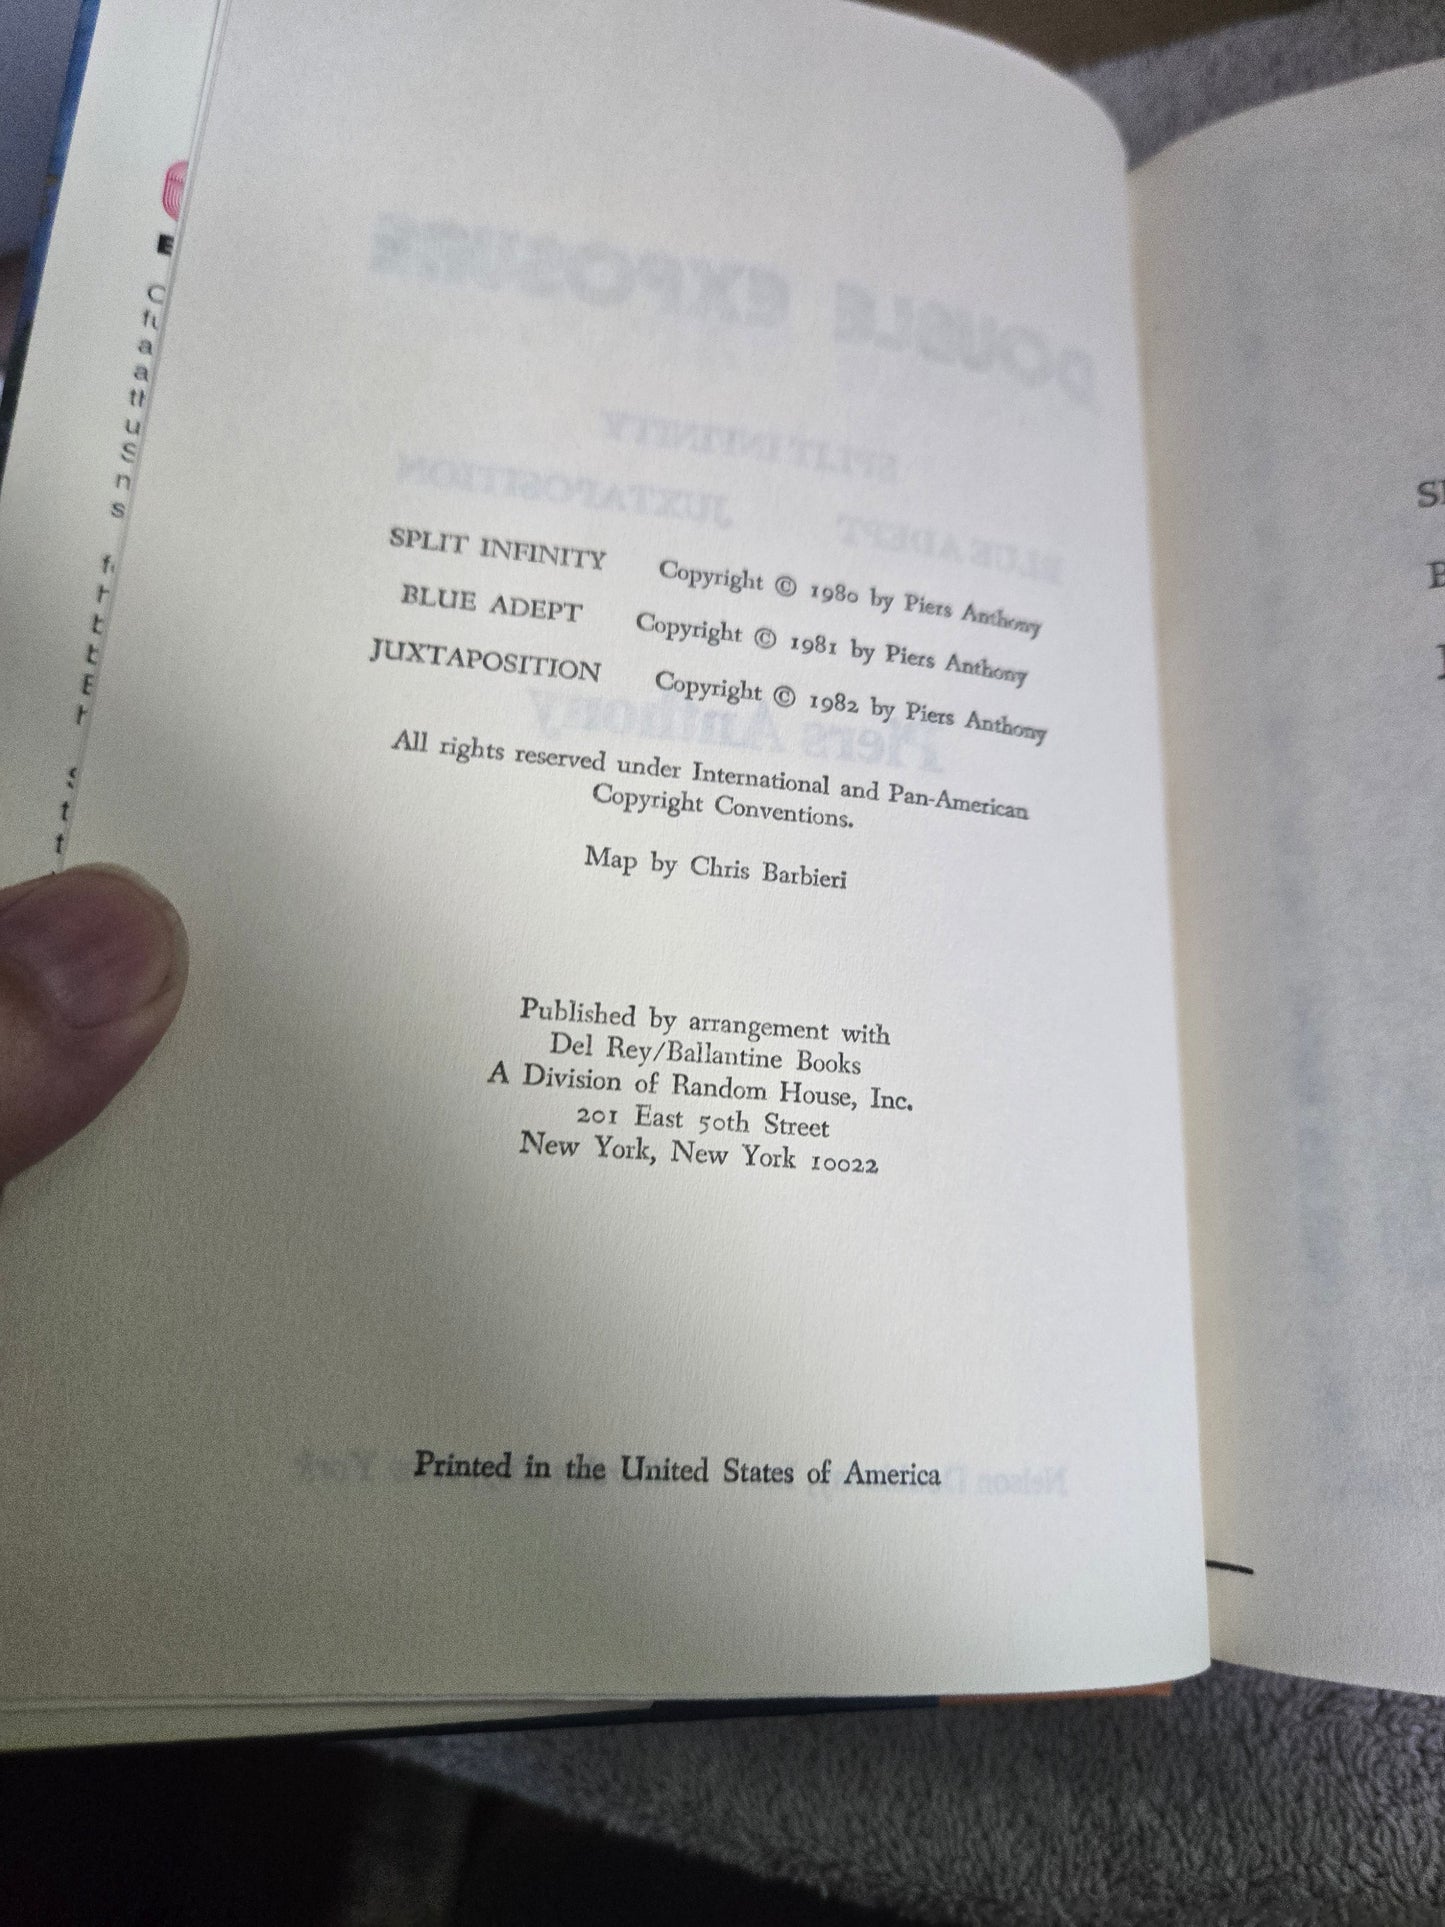 SPLIT INFINITY Copyright © 1980 by Piers Anthony
BLUE ADEPT Copyright © 1981 by Piers Anthony
JUXTAPOSITION Copyright © 1982 by Piers Anthony
All rights reserved under International and Pan-American
Copyright Conventions.
Map by Chris Barbieri
Published by arrangement with
Del Rey/Ballantine Books
A Division of Random House, Inc.
201 East 50th Street
New York, New York 10022
Printed in the United States of America